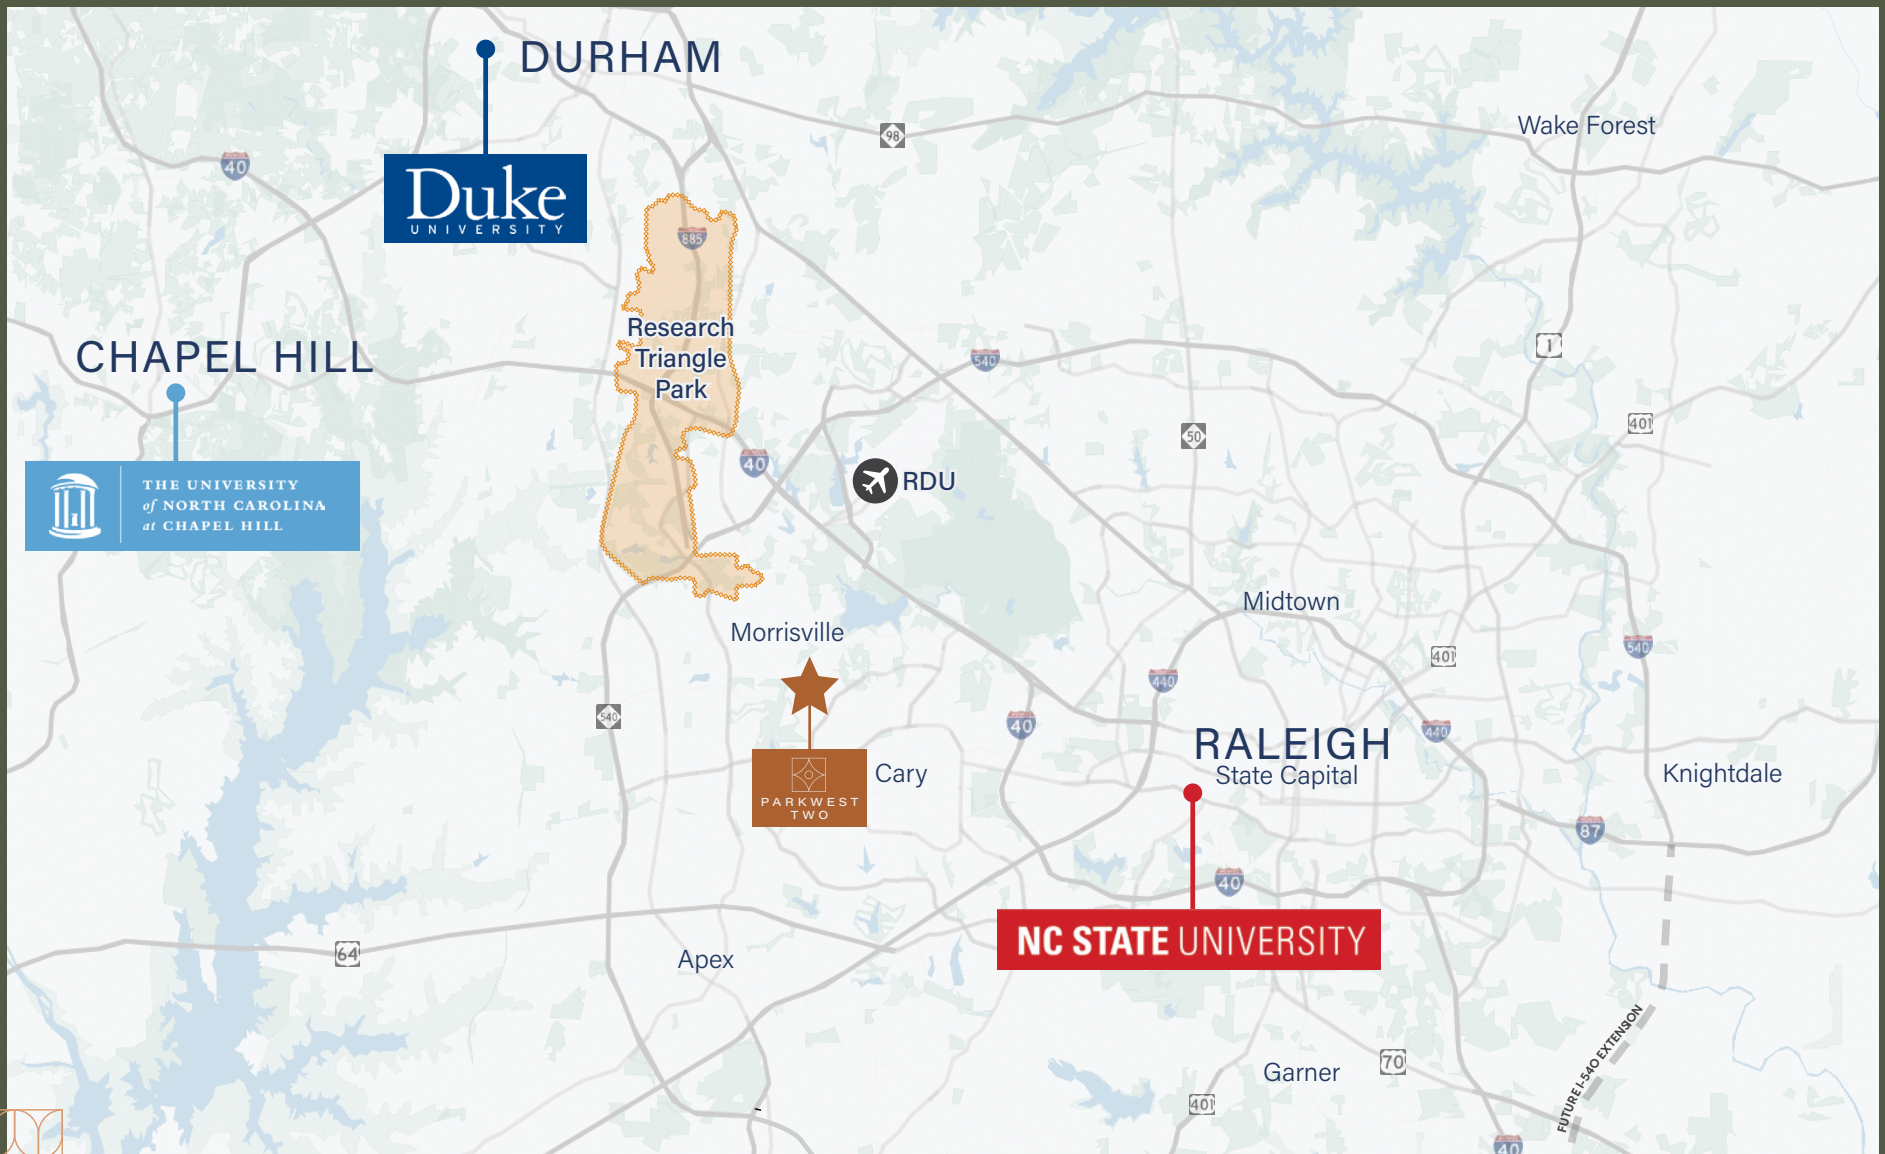 DURHAM
98
Wake Forest
40
Duke
UNIVERSITY
885
Research
Triangle
Park
CHAPEL HILL
540
1
401
50
40
RDU
THE UNIVERSITY
of NORTH CAROLINA
at CHAPEL HILL
Midtown
Morrisville
401
540
440
540
40
440
RALEIGH
State Capital
Cary
Knightdale
PARKWEST
TWO
87
40
NC STATE UNIVERSITY
64
Apex
FUTURE I-540 EXTENSION
Garner
70
401
40